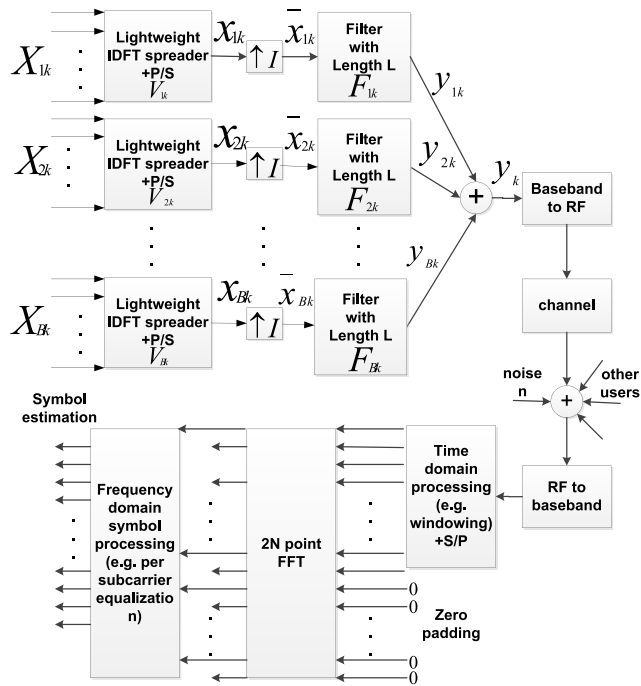 X1k
Lightweight
IDFT spreader
+P/S
V1k
x1k
↑ I
x̄1k
Filter
with
Length L
F1k
y1k
X2k
Lightweight
IDFT spreader
+P/S
V2k
x2k
↑ I
x̄2k
Filter
with
Length L
F2k
y2k
+
yk
Baseband
to RF
XBk
Lightweight
IDFT spreader
+P/S
VBk
xBk
↑ I
x̄Bk
Filter
with
Length L
FBk
yBk
channel
noise
n
+
other
users
RF to
baseband
Time
domain
processing
(e.g.
windowing)
+S/P
0
0
Zero
padding
0
0
2N point
FFT
Frequency
domain
symbol
processing
(e.g. per
subcarrier
equalizatio
n)
Symbol
estimation